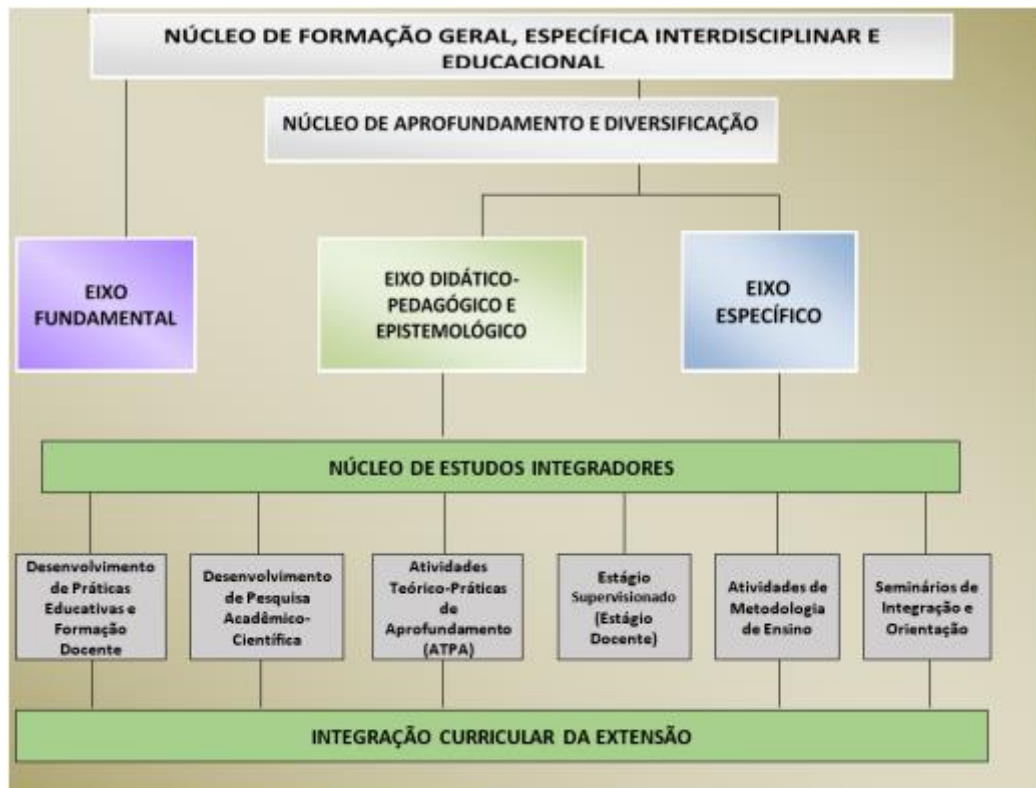 NÚCLEO DE FORMAÇÃO GERAL, ESPECÍFICA INTERDISCIPLINAR E
EDUCACIONAL
NÚCLEO DE APROFUNDAMENTO E DIVERSIFICAÇÃO
EIXO
FUNDAMENTAL
EIXO DIDÁTICO-
PEDAGÓGICO E
EPISTEMOLÓGICO
EIXO
ESPECÍFICO
NÚCLEO DE ESTUDOS INTEGRADORES
Desenvolvimento
de Práticas
Educativas e
Formação
Docente
Desenvolvimento
de Pesquisa
Acadêmico-
Científica
Atividades
Teórico-Práticas
de
Aprofundamento
(ATPA)
Estágio
Supervisionado
(Estágio
Docente)
Atividades de
Metodologia
de Ensino
Seminários de
Integração e
Orientação
INTEGRAÇÃO CURRICULAR DA EXTENSÃO